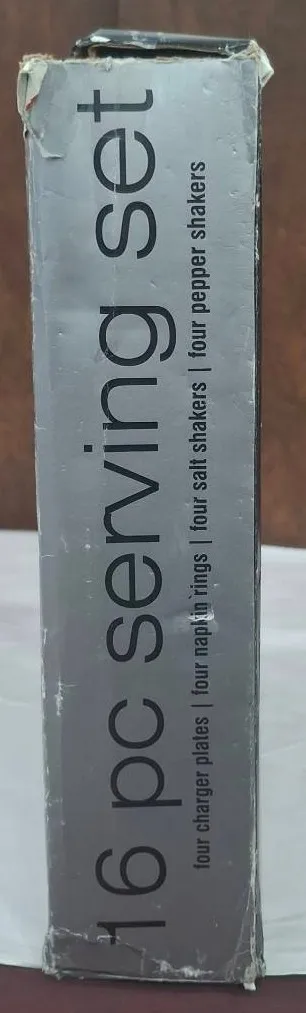 16 pc serving set
four charger plates | four napkin rings | four salt shakers | four pepper shakers